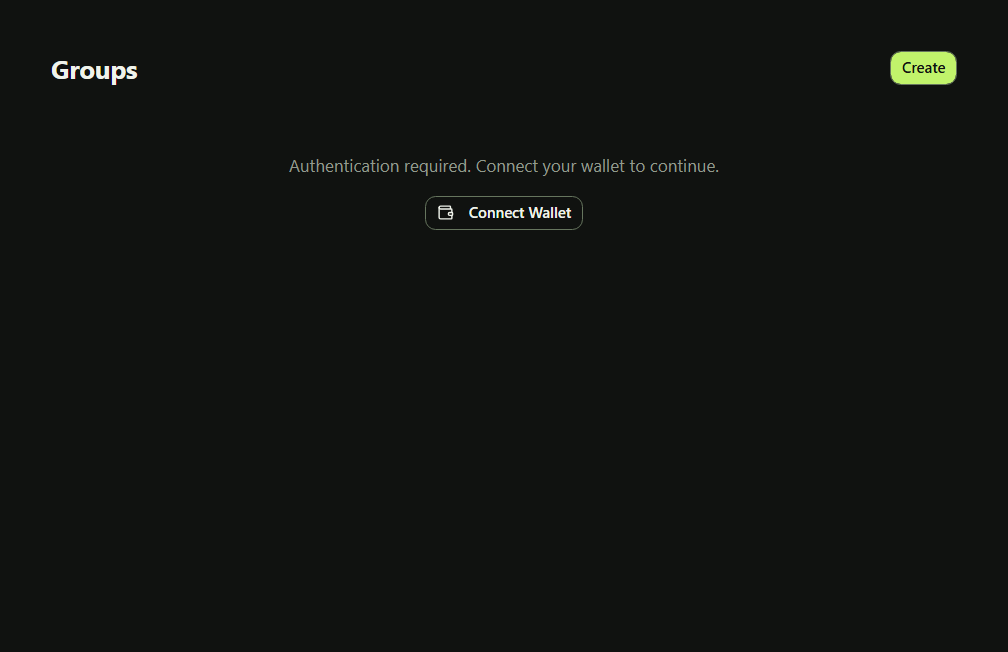 Groups
Create
Authentication required. Connect your wallet to continue.
Connect Wallet